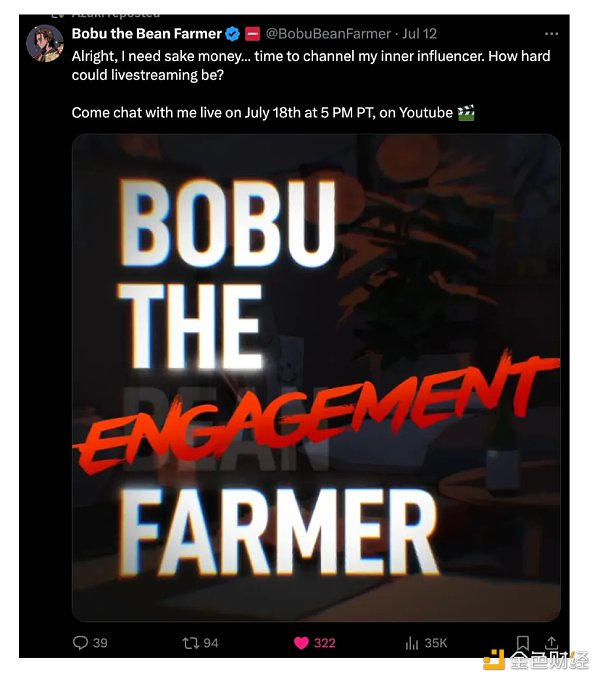 Azuki reposted
Bobu the Bean Farmer @BobuBeanFarmer · Jul 12 ···
Alright, I need sake money... time to channel my inner influencer. How hard
could livestreaming be?
Come chat with me live on July 18th at 5 PM PT, on Youtube
BOBU
THE
BEAN
ENGAGEMENT
FARMER
39 94 322 35K
金色财经